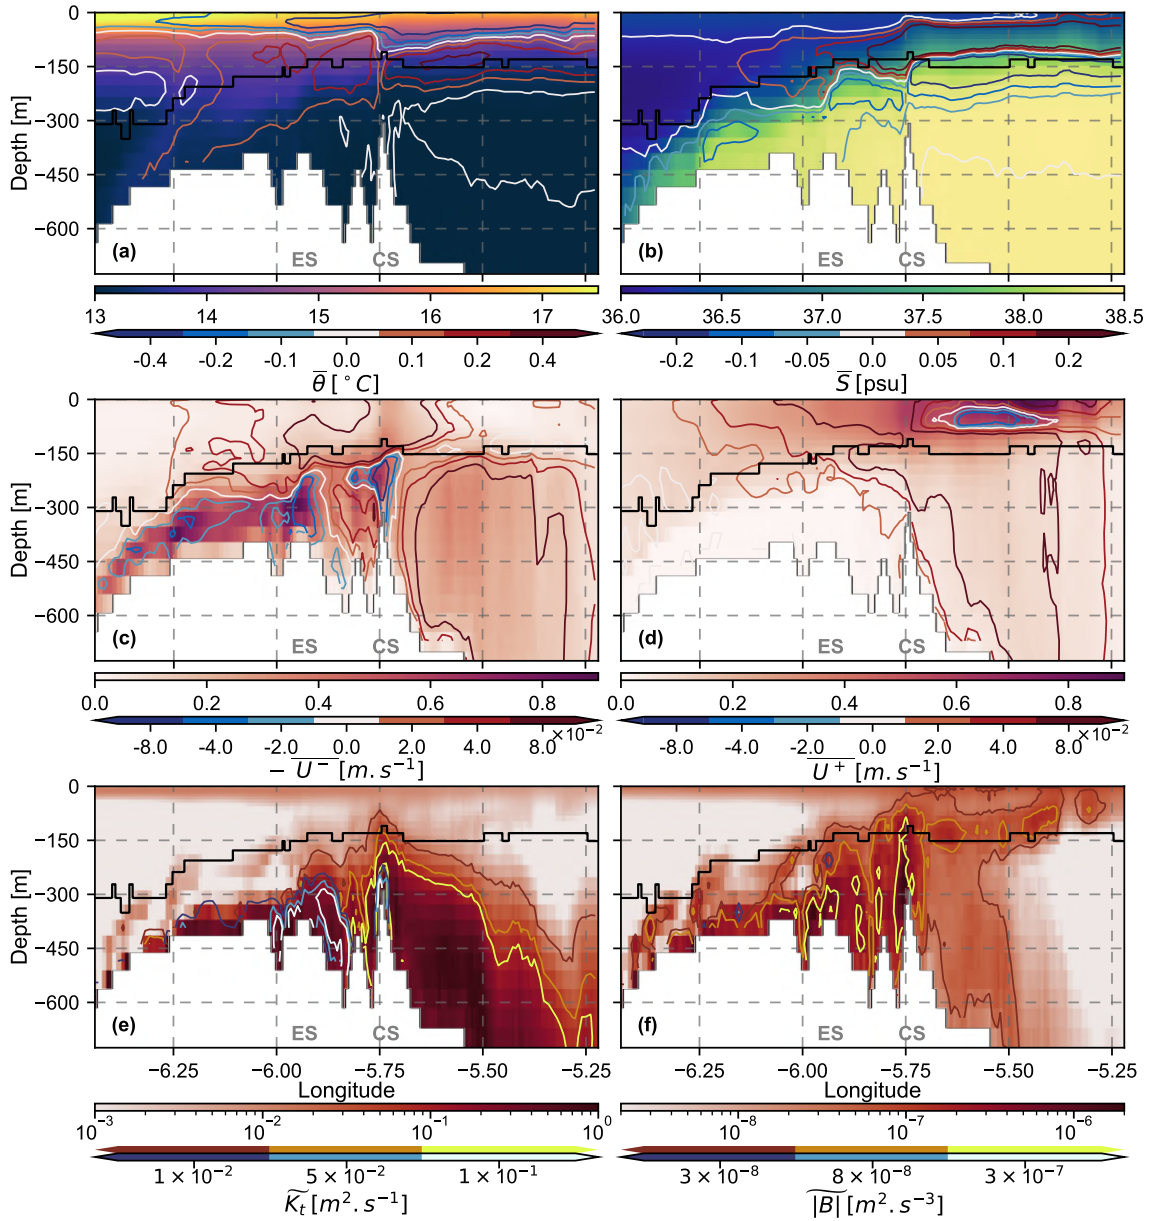 0
−150
−300
−450
−600
Depth [m]
(a)
ES
CS
(b)
ES
CS
13 14 15 16 17
36.0 36.5 37.0 37.5 38.0 38.5
-0.4 -0.2 -0.1 0.0 0.1 0.2 0.4
-0.2 -0.1 -0.05 0.0 0.05 0.1 0.2
θ [°C]
S [psu]
0
−150
−300
−450
−600
Depth [m]
(c)
ES
CS
(d)
ES
CS
0.0 0.2 0.4 0.6 0.8
0.0 0.2 0.4 0.6 0.8
-8.0 -4.0 -2.0 0.0 2.0 4.0 8.0 ×10⁻²
-8.0 -4.0 -2.0 0.0 2.0 4.0 8.0 ×10⁻²
− U⁻ [m.s⁻¹]
U⁺ [m.s⁻¹]
0
−150
−300
−450
−600
Depth [m]
(e)
ES
CS
(f)
ES
CS
−6.25 −6.00 −5.75 −5.50 −5.25
−6.25 −6.00 −5.75 −5.50 −5.25
Longitude
Longitude
10⁻³ 10⁻² 10⁻¹ 10⁰
10⁻⁸ 10⁻⁷ 10⁻⁶
1 × 10⁻² 5 × 10⁻² 1 × 10⁻¹
3 × 10⁻⁸ 8 × 10⁻⁸ 3 × 10⁻⁷
K̃ₜ [m².s⁻¹]
|B| [m².s⁻³]